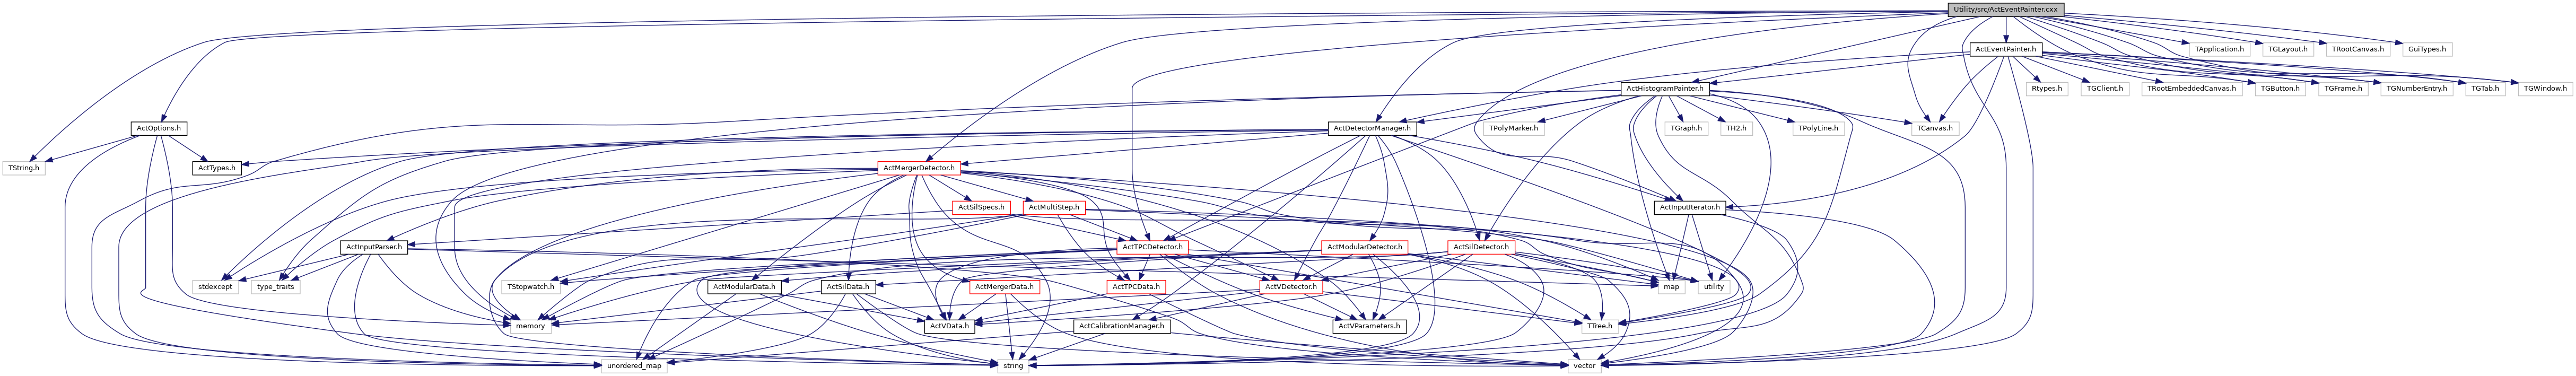 Utility/src/ActEventPainter.cxx
ActEventPainter.h
TApplication.h
TGLayout.h
TRootCanvas.h
GuiTypes.h
ActHistogramPainter.h
Rtypes.h
TGClient.h
TRootEmbeddedCanvas.h
TGButton.h
TGFrame.h
TGNumberEntry.h
TGTab.h
TGWindow.h
ActOptions.h
ActDetectorManager.h
TPolyMarker.h
TGraph.h
TH2.h
TPolyLine.h
TCanvas.h
TString.h
ActTypes.h
ActMergerDetector.h
ActSilSpecs.h
ActMultiStep.h
ActInputIterator.h
ActInputParser.h
ActTPCDetector.h
ActModularDetector.h
ActSilDetector.h
stdexcept
type_traits
TStopwatch.h
ActModularData.h
ActSilData.h
ActMergerData.h
ActTPCData.h
ActVDetector.h
map
utility
memory
ActVData.h
ActCalibrationManager.h
ActVParameters.h
TTree.h
unordered_map
string
vector